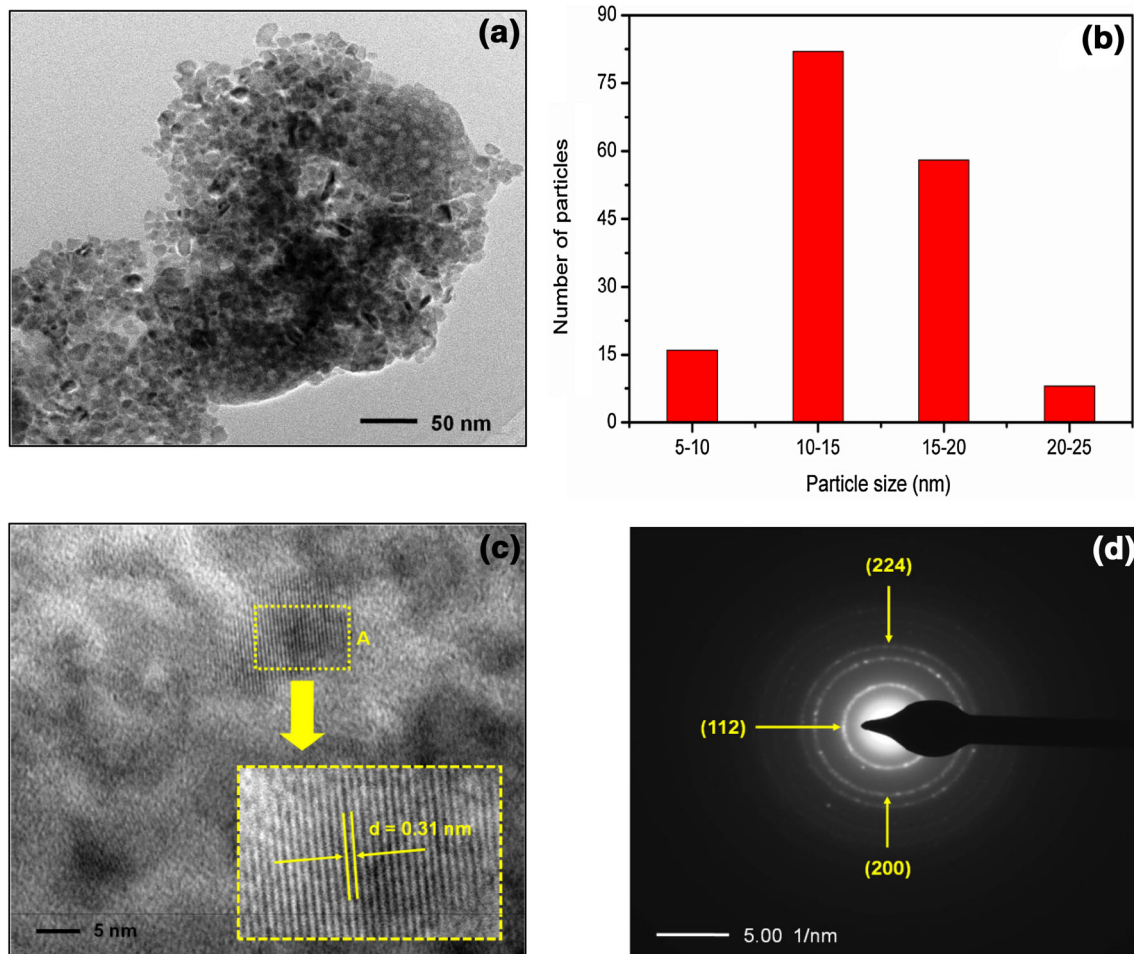 (a)
50 nm
(b)
Number of particles
90
75
60
45
30
15
0
5-10
10-15
15-20
20-25
Particle size (nm)
(c)
A
d = 0.31 nm
5 nm
(d)
(224)
(112)
(200)
5.00 1/nm